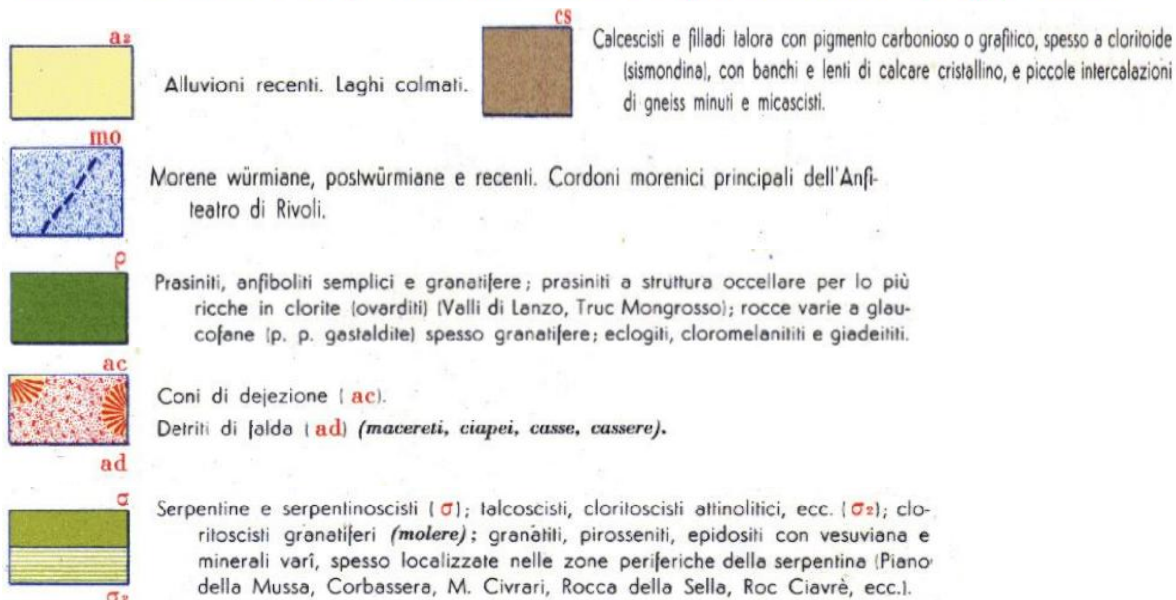 a₂
Alluvioni recenti. Laghi colmati.
cs
Calcescisti e filladi talora con pigmento carbonioso o grafitico, spesso a cloritoide
(sismondina), con banchi e lenti di calcare cristallino, e piccole intercalazioni
di gneiss minuti e micascisti.
mo
Morene würmiane, postwürmiane e recenti. Cordoni morenici principali dell'Anfi-
teatro di Rivoli.
ρ
Prasiniti, anfiboliti semplici e granatifere; prasiniti a struttura occellare per lo più
ricche in clorite (ovarditi) (Valli di Lanzo, Truc Mongrosso); rocce varie a glau-
cofane (p. p. gastaldite) spesso granatifere; eclogiti, cloromelanititi e giadeititi.
ac
Coni di dejezione (ac).
Detriti di falda (ad) (macereti, ciapei, casse, cassere).
ad
σ
Serpentine e serpentinoscisti (σ); talcoscisti, cloritoscisti attinolitici, ecc. (σ₂); clo-
ritoscisti granatiferi (molere); granatiti, pirosseniti, epidositi con vesuviana e
minerali varî, spesso localizzate nelle zone periferiche della serpentina (Piano
della Mussa, Corbassera, M. Civrari, Rocca della Sella, Roc Ciavrè, ecc.).
σ₂